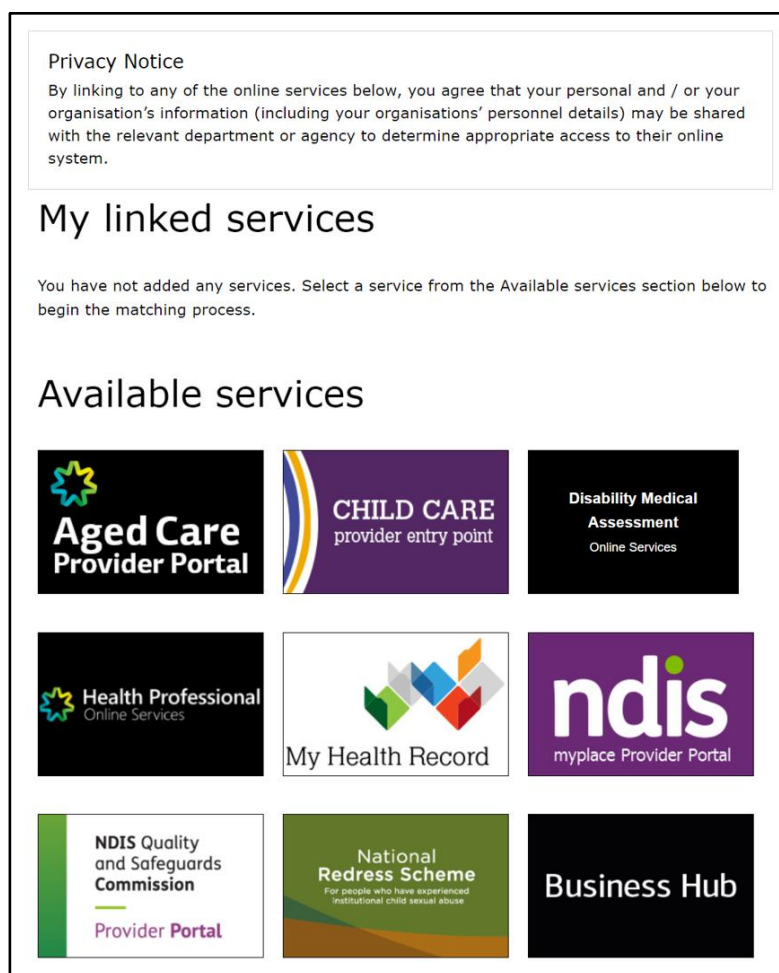 Privacy Notice
By linking to any of the online services below, you agree that your personal and / or your
organisation’s information (including your organisations’ personnel details) may be shared
with the relevant department or agency to determine appropriate access to their online
system.
My linked services
You have not added any services. Select a service from the Available services section below to
begin the matching process.
Available services
Aged Care
Provider Portal
CHILD CARE
provider entry point
Disability Medical
Assessment
Online Services
Health Professional
Online Services
My Health Record
ndis
myplace Provider Portal
NDIS Quality
and Safeguards
Commission
Provider Portal
National
Redress Scheme
For people who have experienced
institutional child sexual abuse
Business Hub